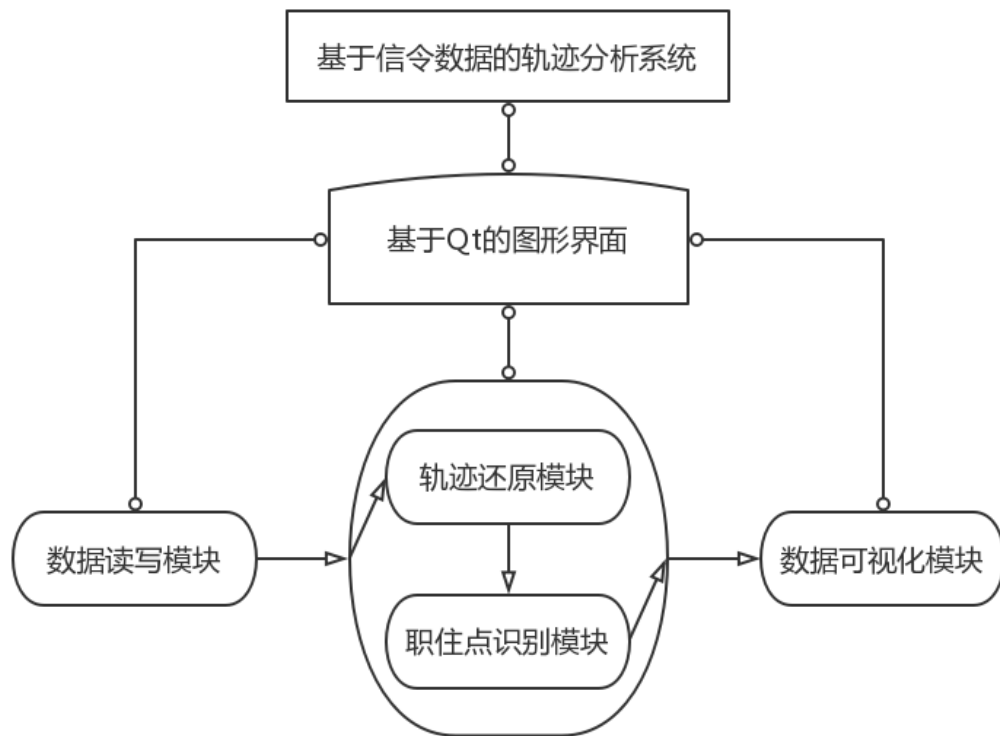 基于信令数据的轨迹分析系统
基于Qt的图形界面
轨迹还原模块
数据读写模块
数据可视化模块
职住点识别模块